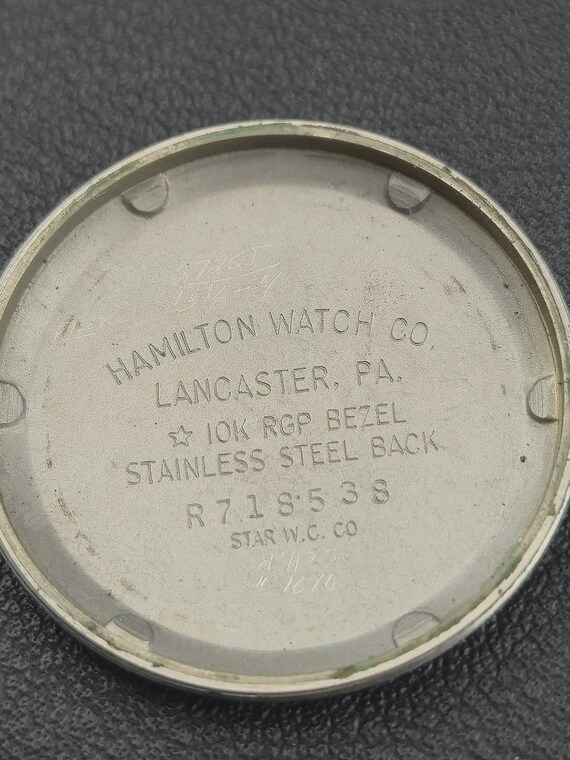 HAMILTON WATCH CO.
LANCASTER, PA.
☆ 10K RGP BEZEL
STAINLESS STEEL BACK
R718538
STAR W.C. CO